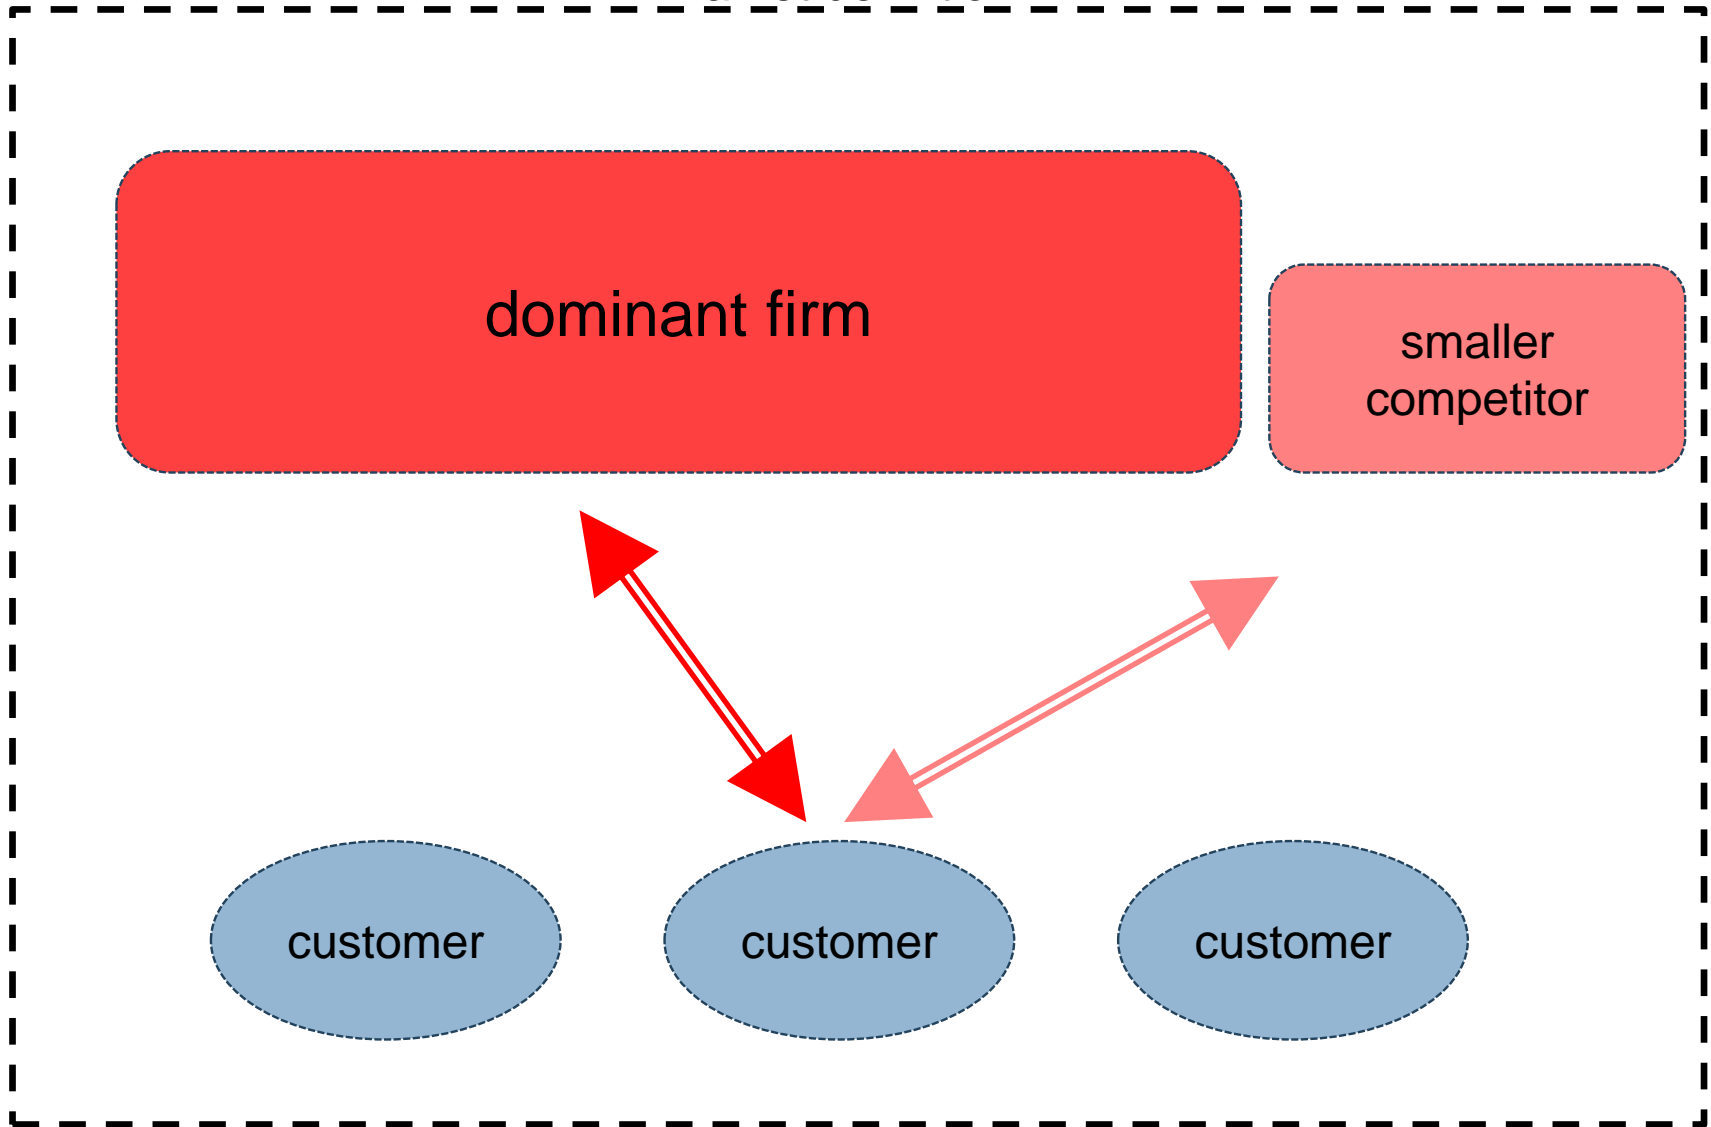 dominant firm
smaller
competitor
customer
customer
customer